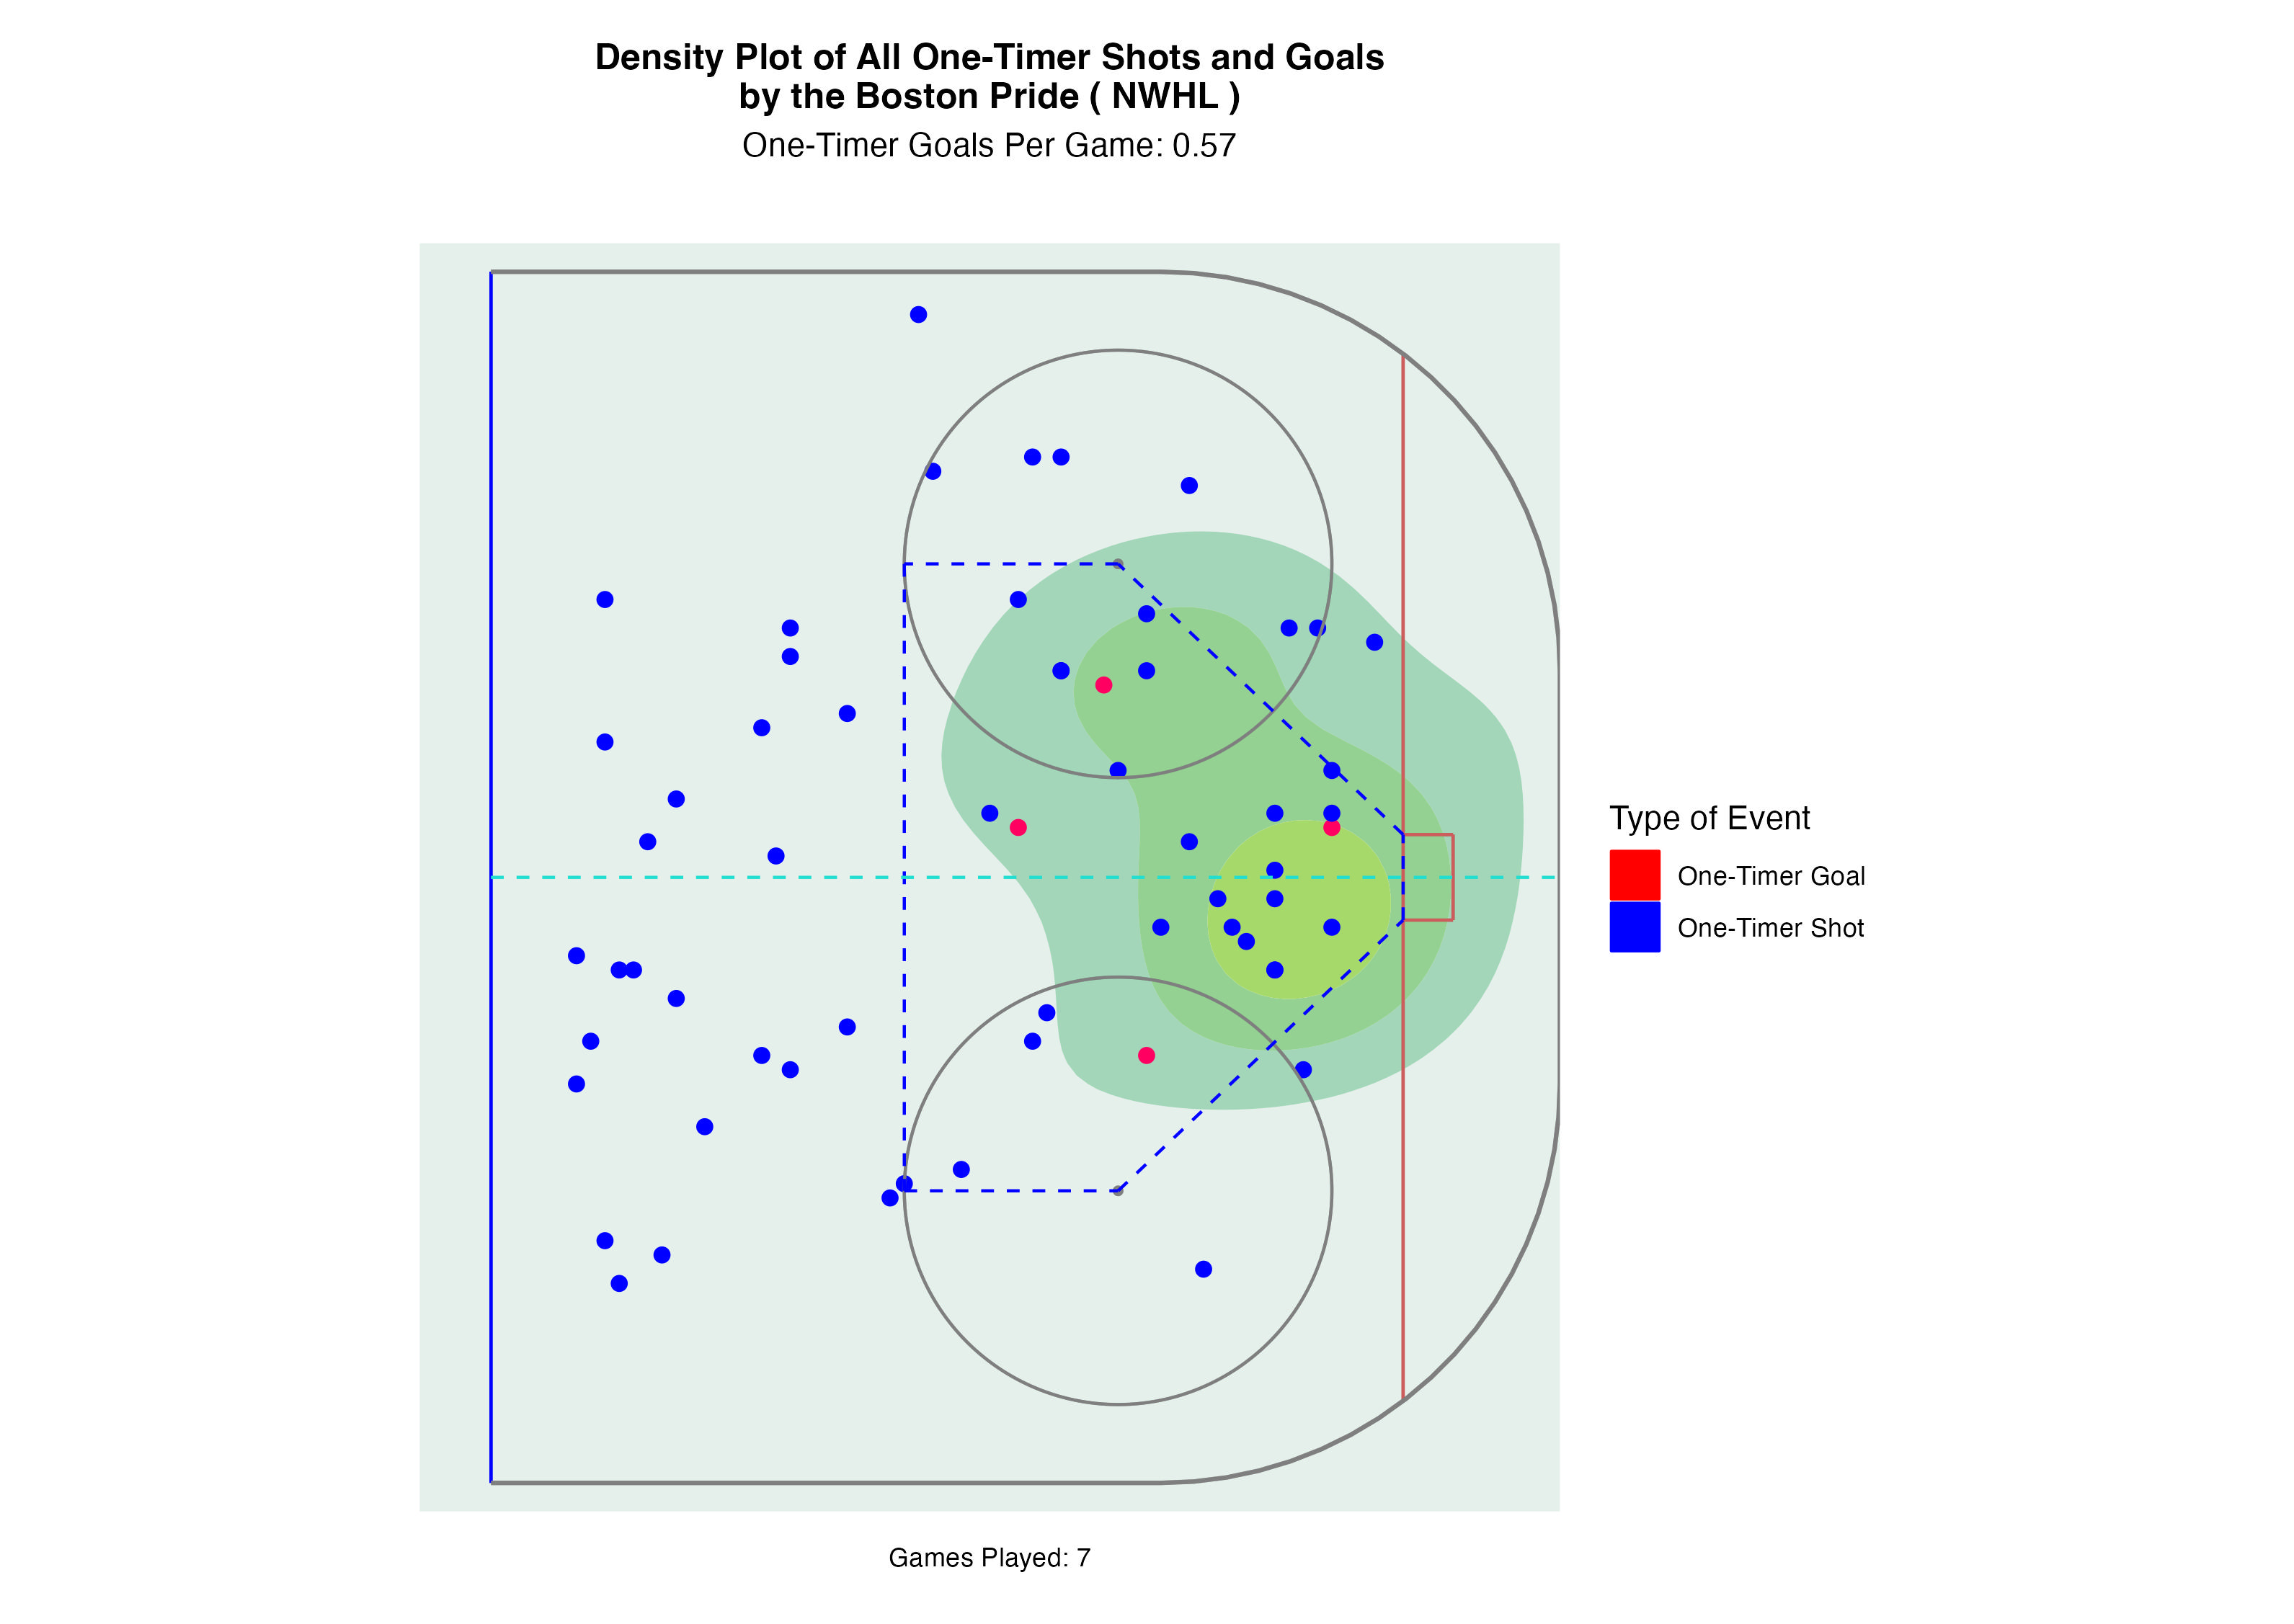 Density Plot of All One-Timer Shots and Goals
by the Boston Pride ( NWHL )
One-Timer Goals Per Game: 0.57
Type of Event
One-Timer Goal
One-Timer Shot
Games Played: 7